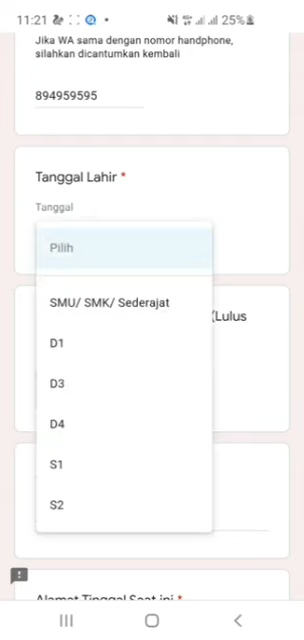 11:21
25%
Jika WA sama dengan nomor handphone,
silahkan dicantumkan kembali
894959595
Tanggal Lahir *
Tanggal
Pilih
SMU/ SMK/ Sederajat
(Lulus
D1
D3
D4
S1
S2
Alamat Tinggal Saat ini *